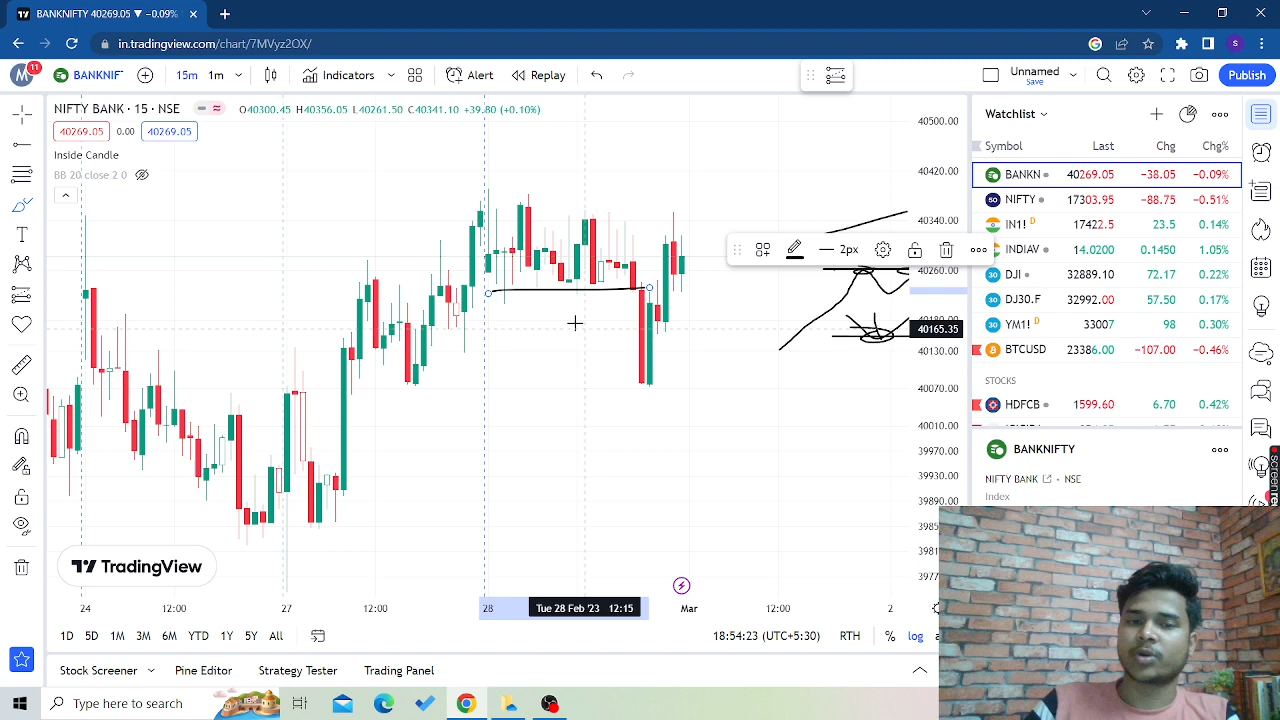 BANKNIFTY 40269.05 ▼ −0.09%
in.tradingview.com/chart/7MVyz2OX/
M 11 BANKNIF 15m 1m Indicators Alert Replay Unnamed Save Publish
NIFTY BANK · 15 · NSE O40300.45 H40356.05 L40261.50 C40341.10 +39.80 (+0.10%)
40269.05 0.00 40269.05
Inside Candle
BB 20 close 2 0
2px
40500.00
40420.00
40340.00
40260.00
40165.35
40130.00
40070.00
40010.00
39970.00
39930.00
39890.00
Watchlist
Symbol Last Chg Chg%
BANKN 40269.05 −38.05 −0.09%
NIFTY 17303.95 −88.75 −0.51%
IN1! D 17422.5 23.5 0.14%
INDIAV 14.0200 0.1450 1.05%
DJI 32889.10 72.17 0.22%
DJ30.F 32992.00 57.50 0.17%
YM1! D 33007 98 0.30%
BTCUSD 23386.00 −107.00 −0.46%
STOCKS
HDFCB 1599.60 6.70 0.42%
BANKNIFTY
NIFTY BANK · NSE
Index
TradingView
24 12:00 27 12:00 28 Tue 28 Feb '23 12:15 Mar 12:00 2
1D 5D 1M 3M 6M YTD 1Y 5Y All 18:54:23 (UTC+5:30) RTH % log
Stock Screener Pine Editor Strategy Tester Trading Panel
Type here to search